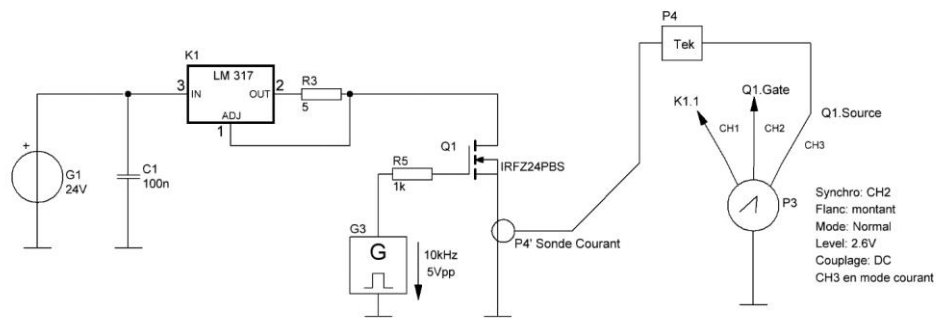 P4
Tek
K1
LM 317
3
IN
OUT
2
ADJ
1
R3
5
+
G1
24V
C1
100n
Q1
IRFZ24PBS
R5
1k
G3
G
10kHz
5Vpp
P4' Sonde Courant
K1.1
Q1.Gate
Q1.Source
CH1
CH2
CH3
P3
Synchro: CH2
Flanc: montant
Mode: Normal
Level: 2.6V
Couplage: DC
CH3 en mode courant